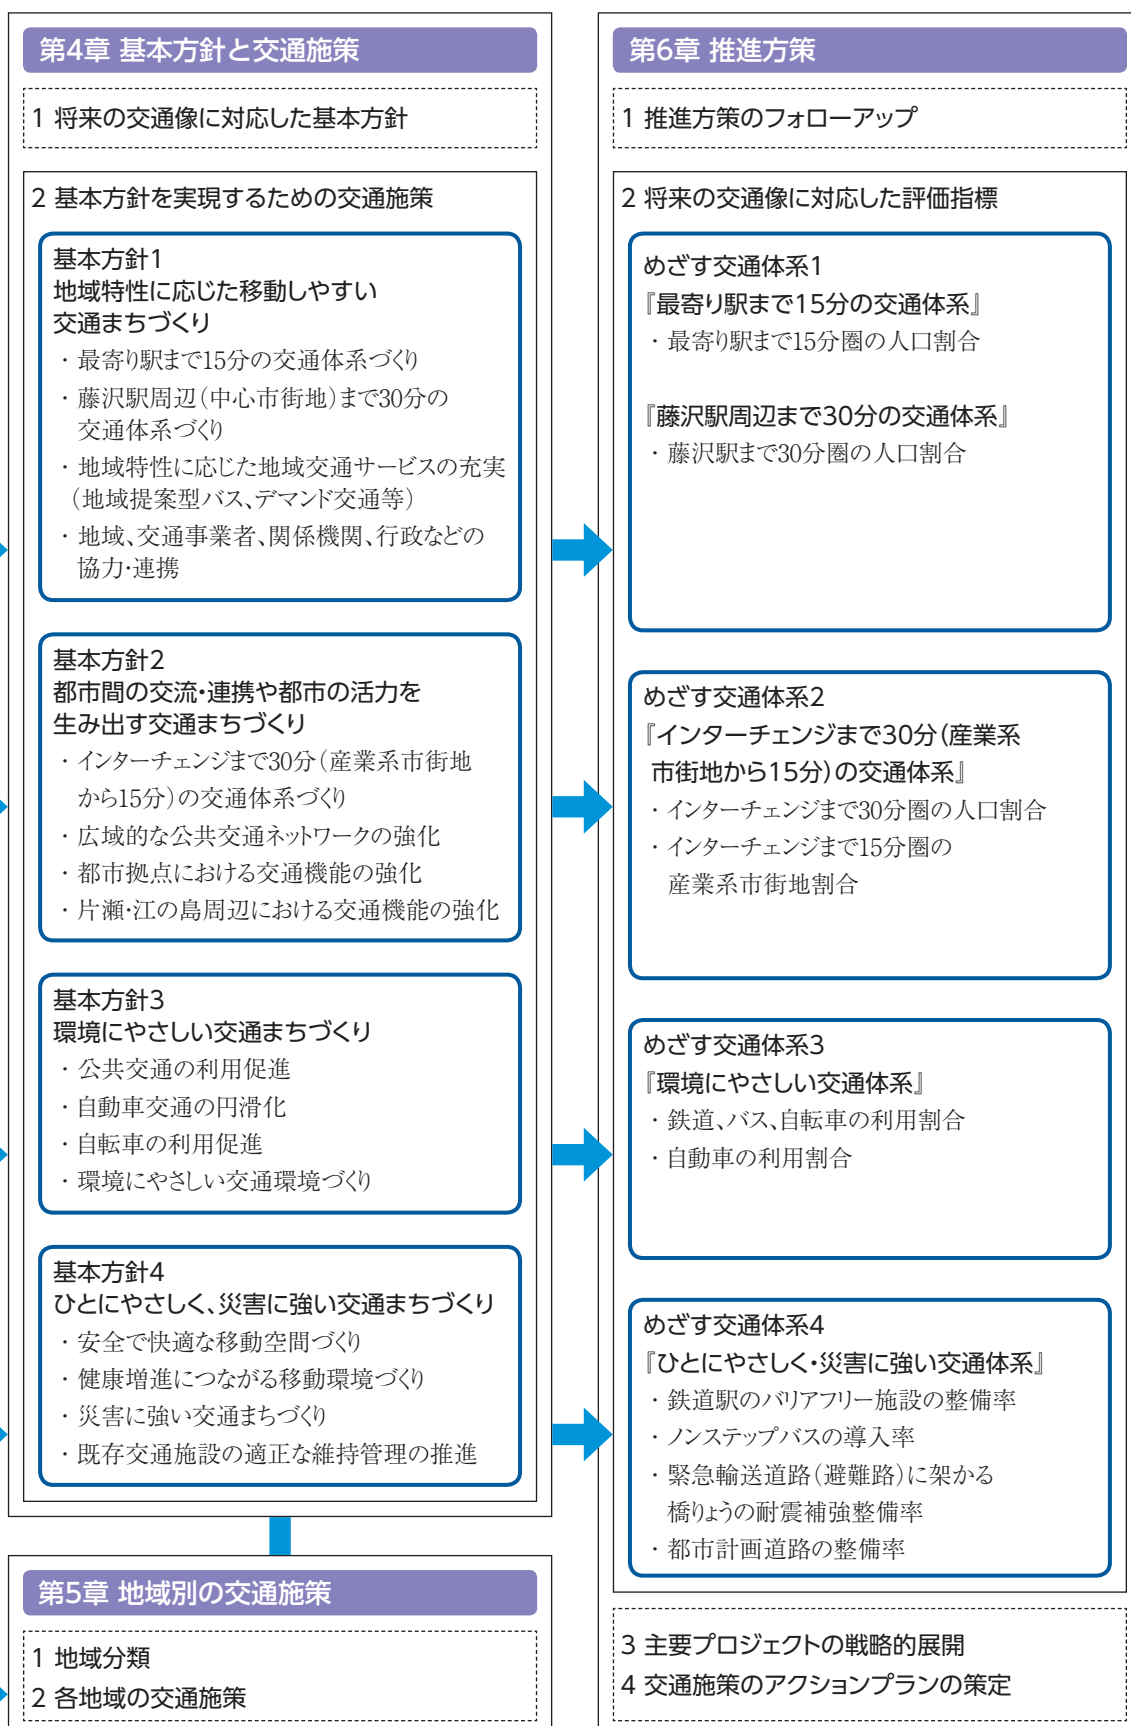 第4章 基本方針と交通施策
1 将来の交通像に対応した基本方針
2 基本方針を実現するための交通施策
基本方針1
地域特性に応じた移動しやすい
交通まちづくり
・最寄り駅まで15分の交通体系づくり
・藤沢駅周辺（中心市街地）まで30分の
交通体系づくり
・地域特性に応じた地域交通サービスの充実
（地域提案型バス、デマンド交通等）
・地域、交通事業者、関係機関、行政などの
協力・連携
基本方針2
都市間の交流・連携や都市の活力を
生み出す交通まちづくり
・インターチェンジまで30分（産業系市街地
から15分）の交通体系づくり
・広域的な公共交通ネットワークの強化
・都市拠点における交通機能の強化
・片瀬・江の島周辺における交通機能の強化
基本方針3
環境にやさしい交通まちづくり
・公共交通の利用促進
・自動車交通の円滑化
・自転車の利用促進
・環境にやさしい交通環境づくり
基本方針4
ひとにやさしく、災害に強い交通まちづくり
・安全で快適な移動空間づくり
・健康増進につながる移動環境づくり
・災害に強い交通まちづくり
・既存交通施設の適正な維持管理の推進
第5章 地域別の交通施策
1 地域分類
2 各地域の交通施策
第6章 推進方策
1 推進方策のフォローアップ
2 将来の交通像に対応した評価指標
めざす交通体系1
『最寄り駅まで15分の交通体系』
・最寄り駅まで15分圏の人口割合
『藤沢駅周辺まで30分の交通体系』
・藤沢駅まで30分圏の人口割合
めざす交通体系2
『インターチェンジまで30分（産業系
市街地から15分）の交通体系』
・インターチェンジまで30分圏の人口割合
・インターチェンジまで15分圏の
産業系市街地割合
めざす交通体系3
『環境にやさしい交通体系』
・鉄道、バス、自転車の利用割合
・自動車の利用割合
めざす交通体系4
『ひとにやさしく・災害に強い交通体系』
・鉄道駅のバリアフリー施設の整備率
・ノンステップバスの導入率
・緊急輸送道路（避難路）に架かる
橋りょうの耐震補強整備率
・都市計画道路の整備率
3 主要プロジェクトの戦略的展開
4 交通施策のアクションプランの策定